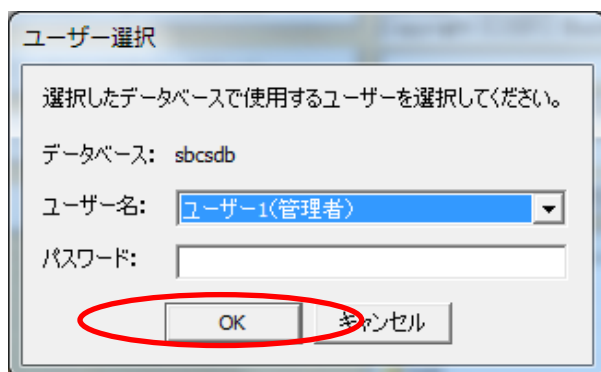 ユーザー選択
選択したデータベースで使用するユーザーを選択してください。
データベース: sbcsdb
ユーザー名: ユーザー1(管理者)
パスワード:
OK キャンセル